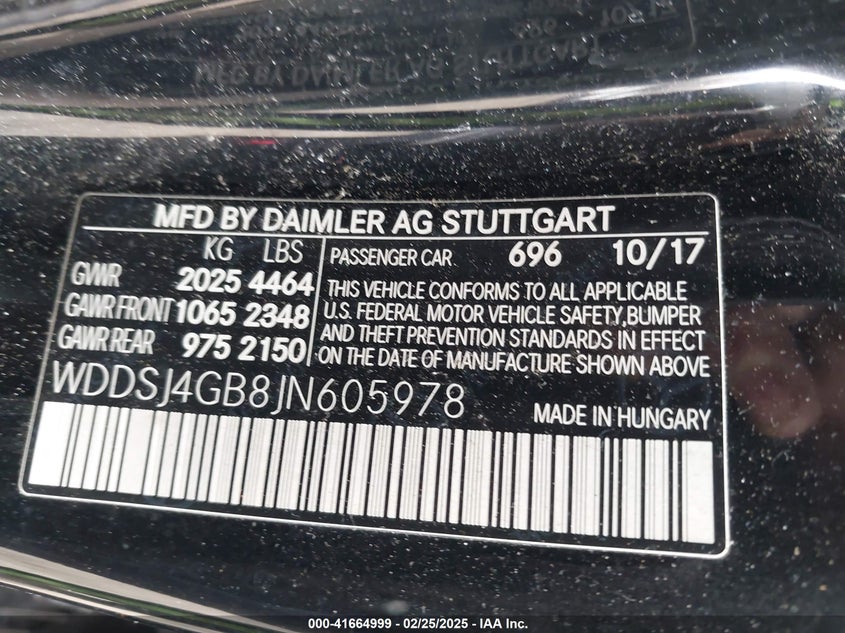 MFD BY DAIMLER AG STUTTGART
KG LBS
GVWR 2025 4464
GAWR FRONT 1065 2348
GAWR REAR 975 2150
PASSENGER CAR 696 10/17
THIS VEHICLE CONFORMS TO ALL APPLICABLE
U.S. FEDERAL MOTOR VEHICLE SAFETY, BUMPER
AND THEFT PREVENTION STANDARDS IN EFFECT
ON THE DATE OF MANUFACTURE SHOWN ABOVE
WDDSJ4GB8JN605978
MADE IN HUNGARY
000-41664999 - 02/25/2025 - IAA Inc.